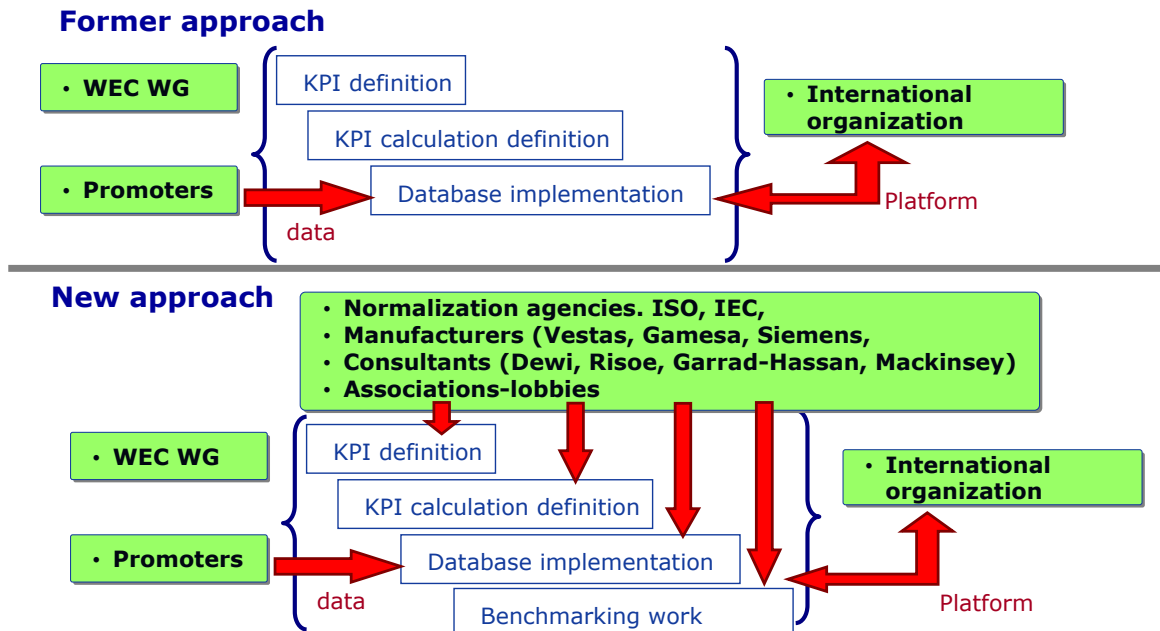 Former approach
• WEC WG
KPI definition
• International
organization
KPI calculation definition
• Promoters
Database implementation
data
Platform
New approach
• Normalization agencies. ISO, IEC,
• Manufacturers (Vestas, Gamesa, Siemens,
• Consultants (Dewi, Risoe, Garrad-Hassan, Mackinsey)
• Associations-lobbies
• WEC WG
KPI definition
• International
organization
KPI calculation definition
• Promoters
Database implementation
data
Platform
Benchmarking work